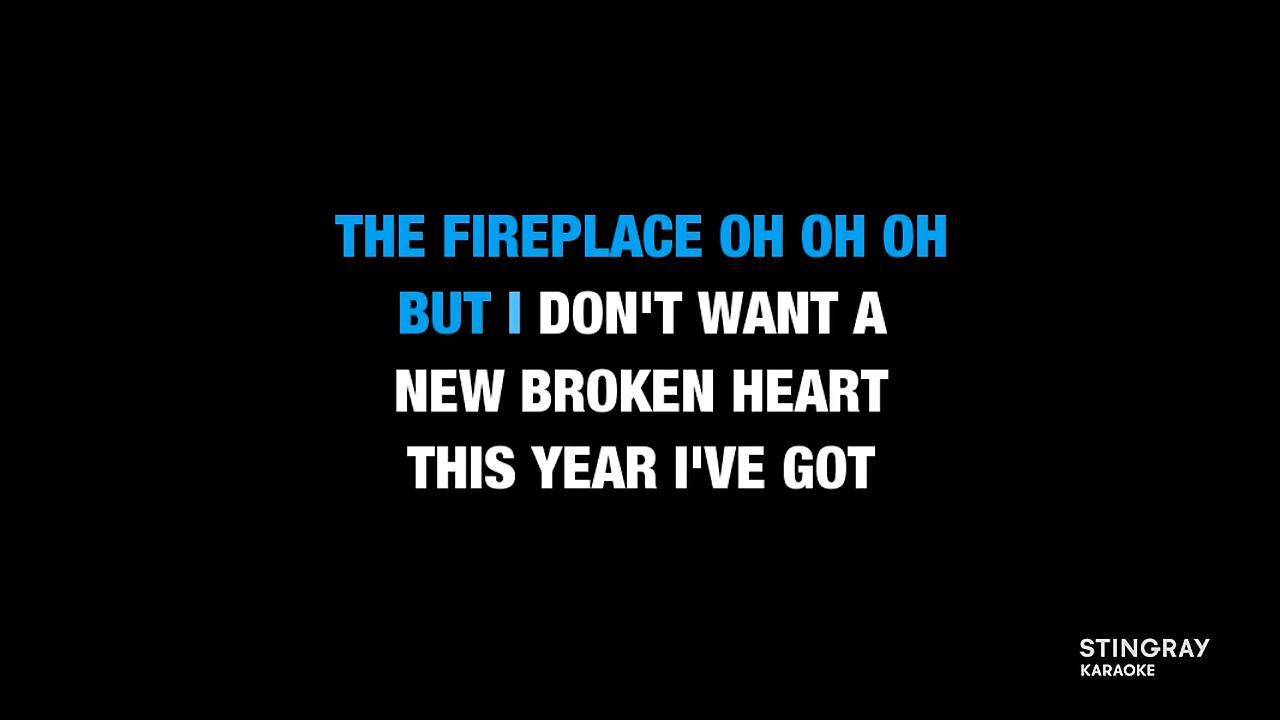 THE FIREPLACE OH OH OH
BUT I DON'T WANT A
NEW BROKEN HEART
THIS YEAR I'VE GOT
STINGRAY
KARAOKE